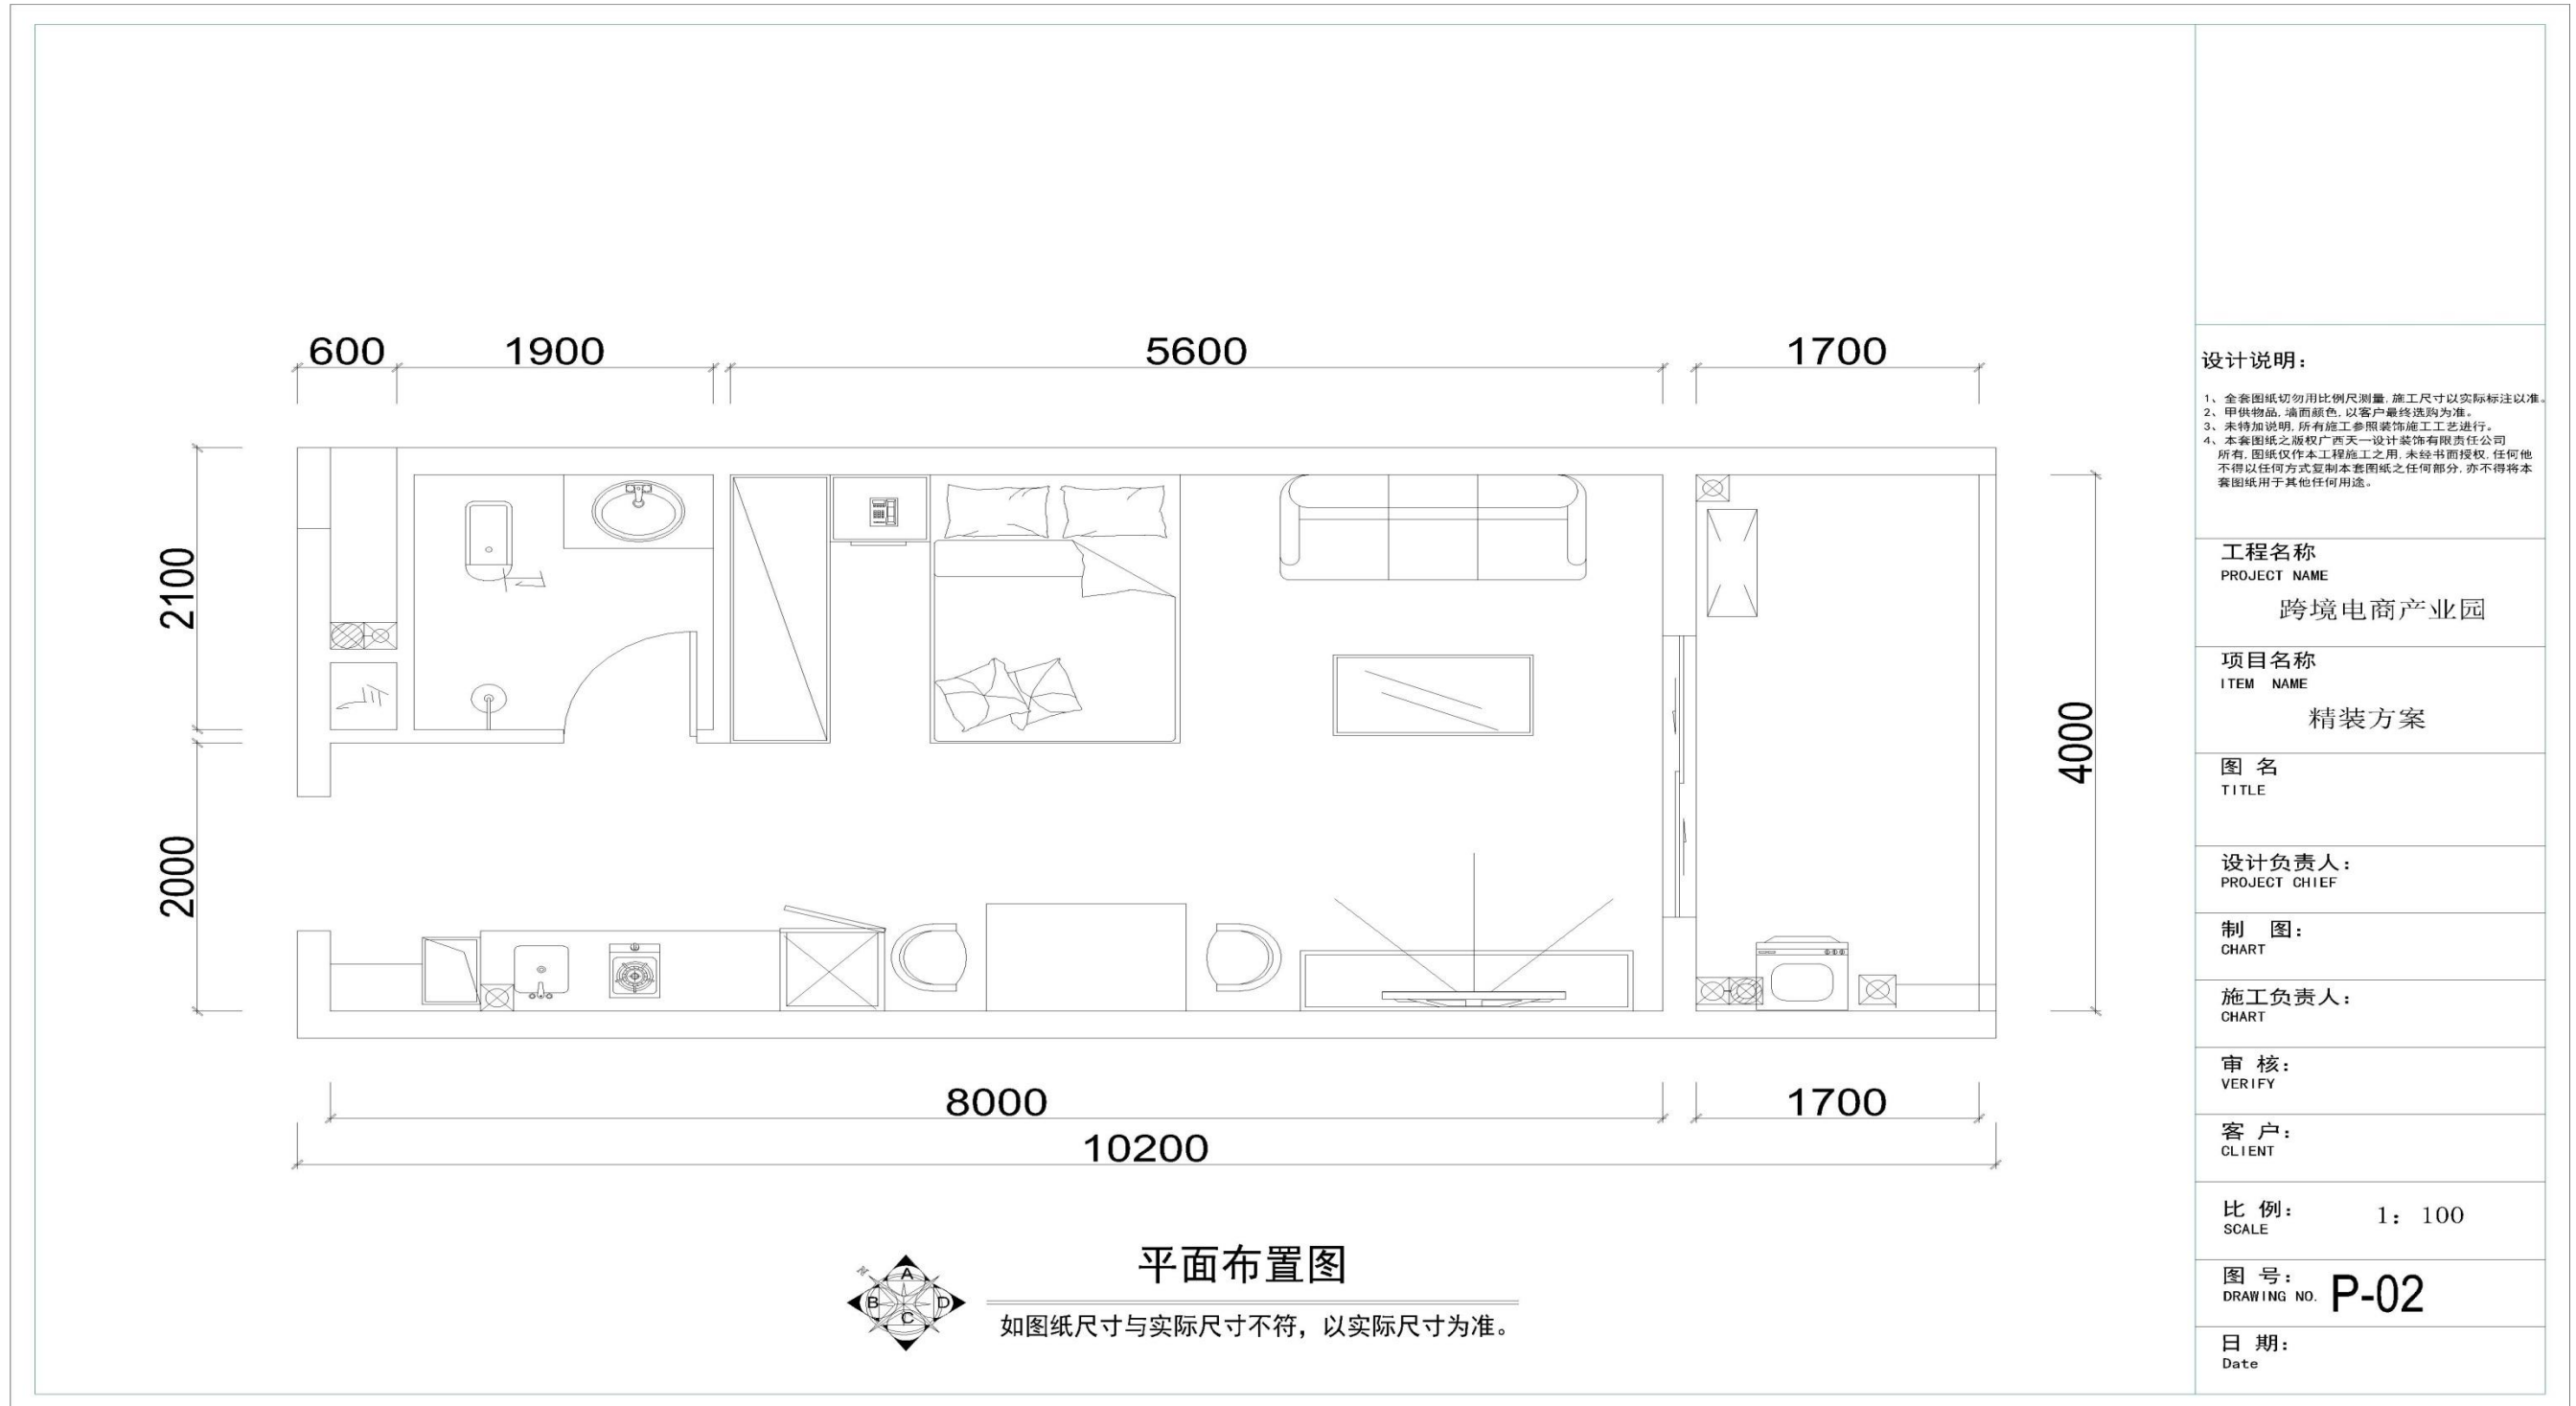 600
1900
5600
1700
2100
2000
4000
8000
1700
10200
A
B
D
C
N
平面布置图
如图纸尺寸与实际尺寸不符，以实际尺寸为准。
设计说明：
1、全套图纸切勿用比例尺测量,施工尺寸以实际标注以准。
2、甲供物品,墙面颜色,以客户最终选购为准。
3、未特加说明,所有施工参照装饰施工工艺进行。
4、本套图纸之版权广西天一设计装饰有限责任公司
所有,图纸仅作本工程施工之用,未经书面授权,任何他
不得以任何方式复制本套图纸之任何部分,亦不得将本
套图纸用于其他任何用途。
工程名称
PROJECT NAME
跨境电商产业园
项目名称
ITEM NAME
精装方案
图 名
TITLE
设计负责人：
PROJECT CHIEF
制 图：
CHART
施工负责人：
CHART
审 核：
VERIFY
客 户：
CLIENT
比 例： 1： 100
SCALE
图 号：
DRAWING NO. P-02
日 期：
Date